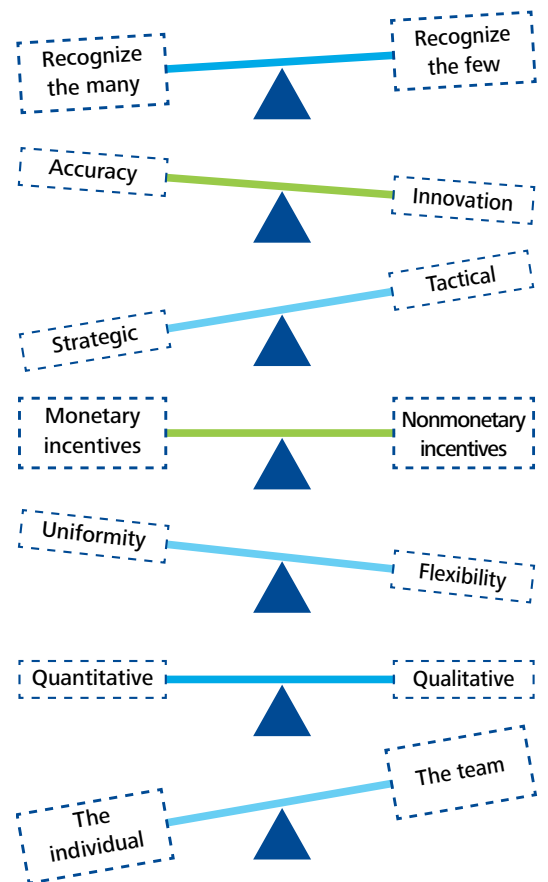 Recognize
the many
Recognize
the few
Accuracy
Innovation
Strategic
Tactical
Monetary
incentives
Nonmonetary
incentives
Uniformity
Flexibility
Quantitative
Qualitative
The
individual
The team